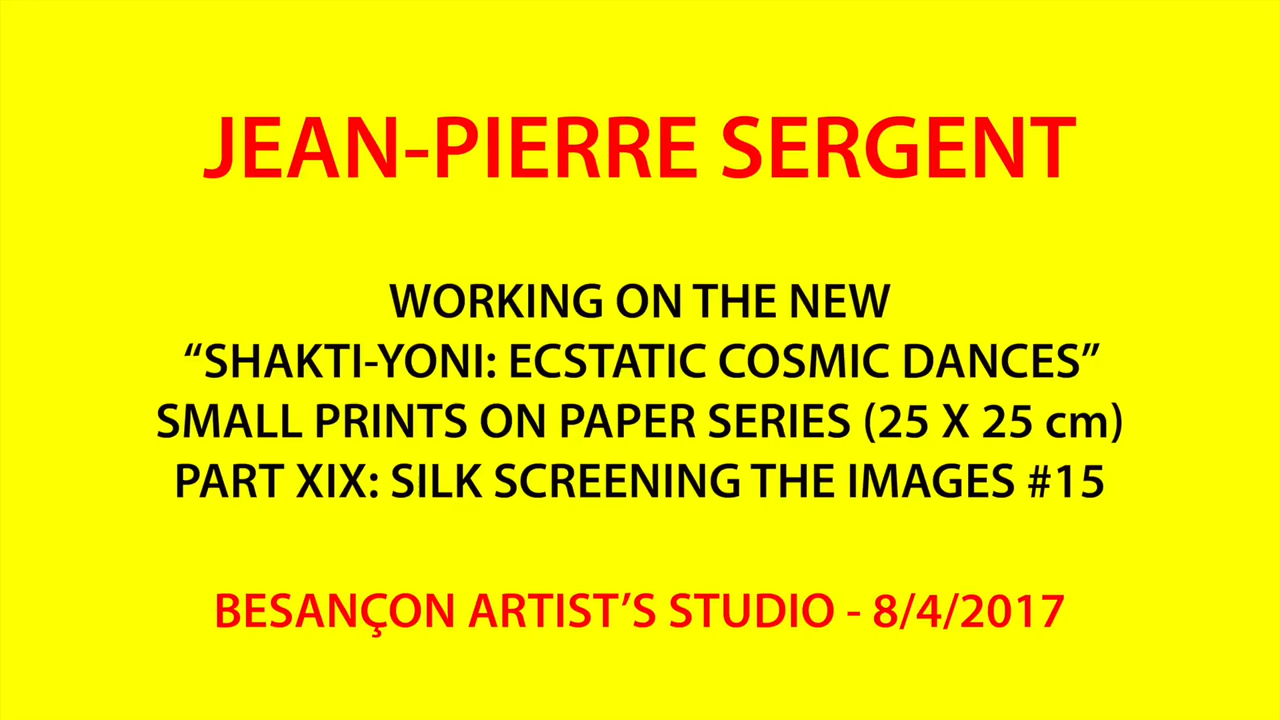 JEAN-PIERRE SERGENT
WORKING ON THE NEW
“SHAKTI-YONI: ECSTATIC COSMIC DANCES”
SMALL PRINTS ON PAPER SERIES (25 X 25 cm)
PART XIX: SILK SCREENING THE IMAGES #15
BESANÇON ARTIST’S STUDIO - 8/4/2017